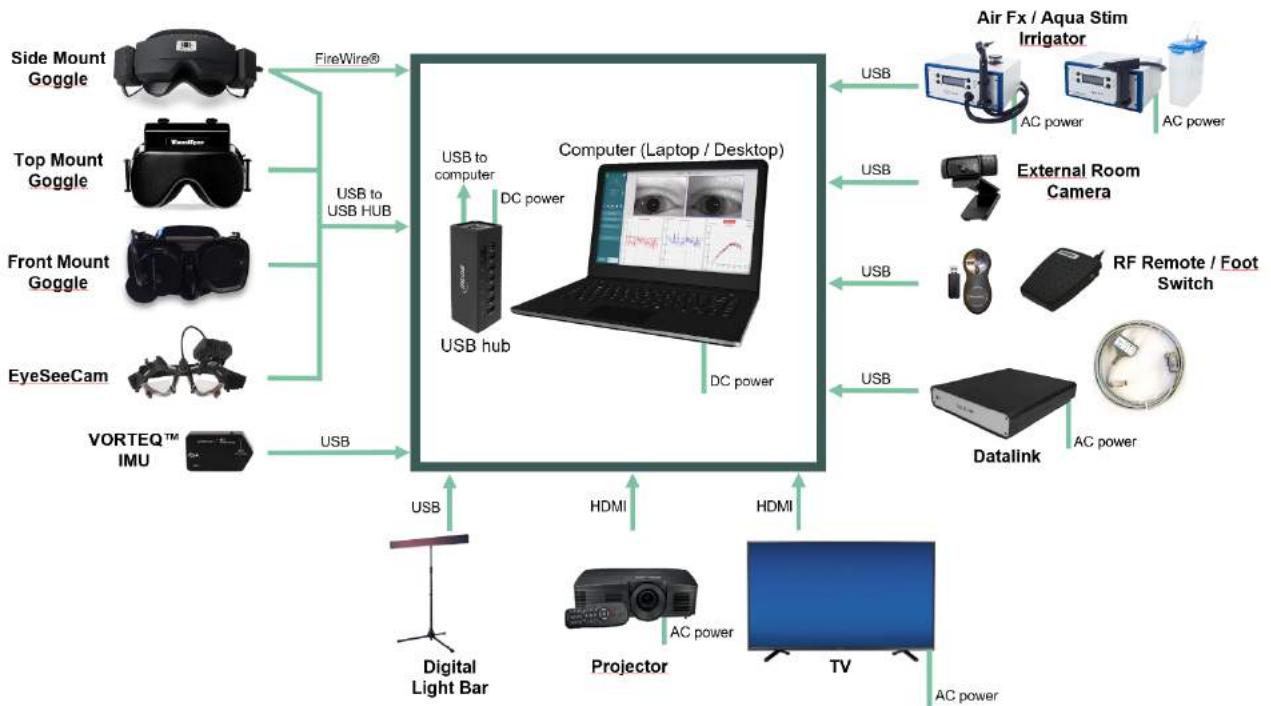 Side Mount
Goggle
FireWire®
Top Mount
Goggle
USB to
USB HUB
Front Mount
Goggle
EyeSeeCam
VORTEQ™
IMU
USB
USB to
computer
DC power
USB hub
Computer (Laptop / Desktop)
DC power
Air Fx / Aqua Stim
Irrigator
USB
AC power
AC power
USB
External Room
Camera
USB
RF Remote / Foot
Switch
USB
AC power
Datalink
USB
Digital
Light Bar
HDMI
AC power
Projector
HDMI
TV
AC power